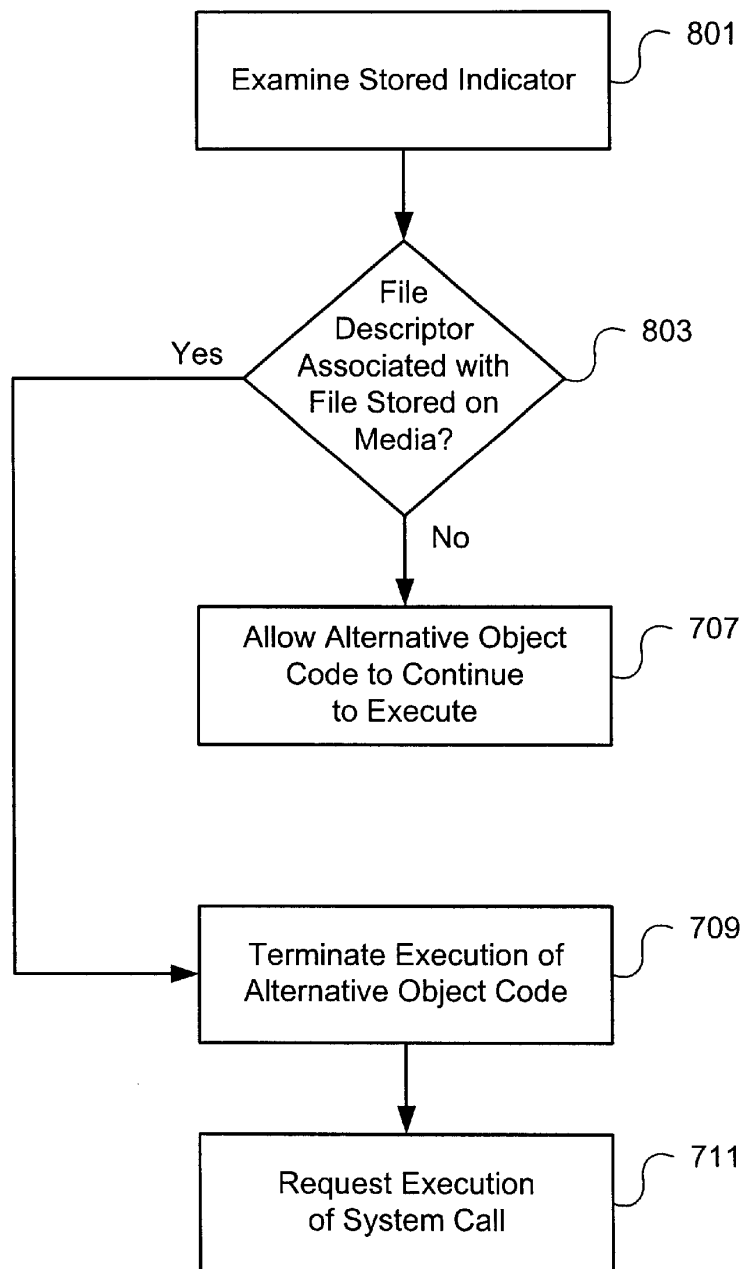 801
Examine Stored Indicator
File
Descriptor
Associated with
File Stored on
Media?
803
Yes
No
Allow Alternative Object
Code to Continue
to Execute
707
Terminate Execution of
Alternative Object Code
709
Request Execution
of System Call
711